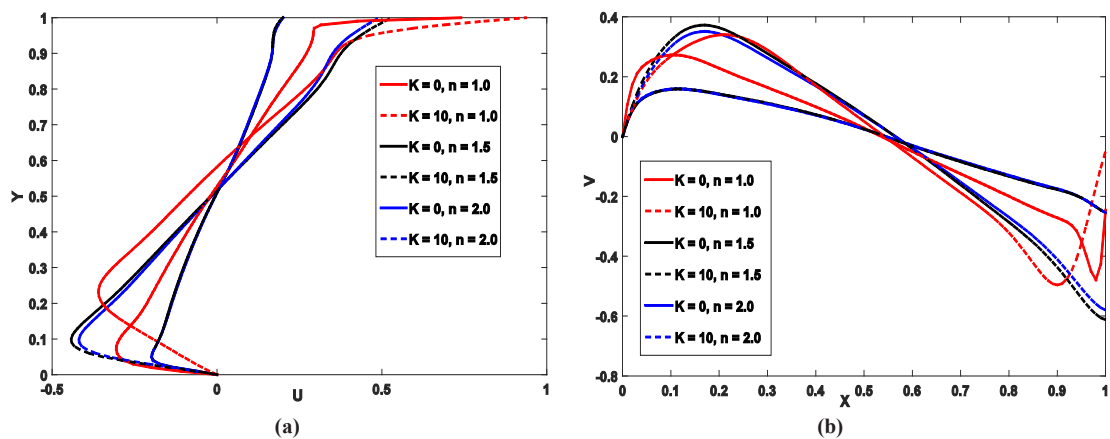 1
0.9
0.8
0.7
0.6
0.5
0.4
0.3
0.2
0.1
0
Y
K = 0, n = 1.0
K = 10, n = 1.0
K = 0, n = 1.5
K = 10, n = 1.5
K = 0, n = 2.0
K = 10, n = 2.0
-0.5 0 0.5 1
U
(a)
0.4
0.2
0
-0.2
-0.4
-0.6
-0.8
V
K = 0, n = 1.0
K = 10, n = 1.0
K = 0, n = 1.5
K = 10, n = 1.5
K = 0, n = 2.0
K = 10, n = 2.0
0 0.1 0.2 0.3 0.4 0.5 0.6 0.7 0.8 0.9 1
X
(b)